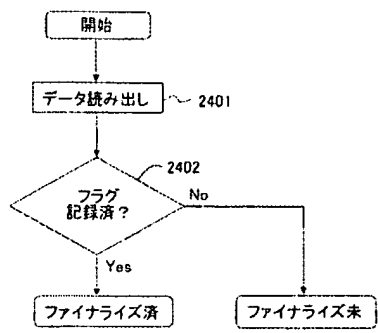 開始
データ読み出し 2401
2402
フラグ
記録済？
No
Yes
ファイナライズ済 ファイナライズ未